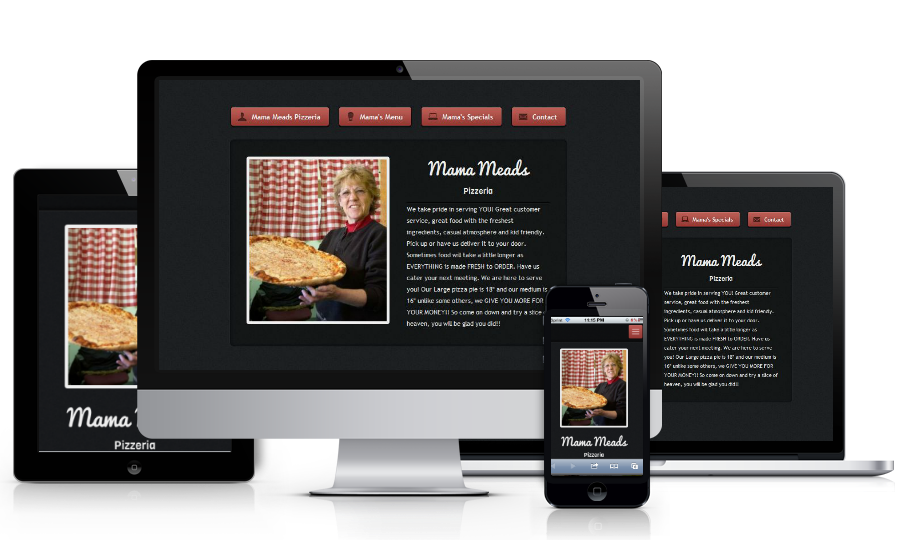 Mama Meads Pizzeria
Mama's Menu
Mama's Specials
Contact
Mama Meads
Pizzeria
We take pride in serving YOU! Great customer
service, great food with the freshest
ingredients, casual atmosphere and kid friendly.
Pick up or have us deliver it to your door.
Sometimes food will take a little longer as
EVERYTHING is made FRESH to ORDER. Have us
cater your next meeting. We are here to serve
you! Our Large pizza pie is 18" and our medium is
16" unlike some others, we GIVE YOU MORE FOR
YOUR MONEY!! So come on down and try a slice
heaven, you will be glad you did!!
Mama
Pizzeria
11:15 PM
Mama Meads
Pizzeria
Mama's Specials
Contact
Mama Meads
Pizzeria
We take pride in serving YOU! Great customer
service, great food with the freshest
ingredients, casual atmosphere and kid friendly.
Pick up or have us deliver it to your door.
Sometimes food will take a little longer as
EVERYTHING is made FRESH to ORDER. Have us
cater your next meeting. We are here to serve
you! Our Large pizza pie is 18" and our medium is
16" unlike some others, we GIVE YOU MORE FOR
YOUR MONEY!! So come on down and try a slice of
heaven, you will be glad you did!!